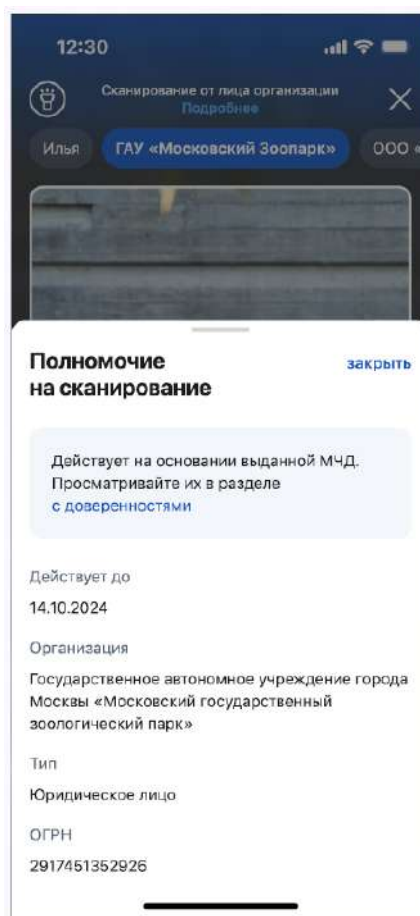 12:30
Сканирование от лица организации
Подробнее
Илья ГАУ «Московский Зоопарк» ООО «
Полномочие
на сканирование
закрыть
Действует на основании выданной МЧД.
Просматривайте их в разделе
с доверенностями
Действует до
14.10.2024
Организация
Государственное автономное учреждение города
Москвы «Московский государственный
зоологический парк»
Тип
Юридическое лицо
ОГРН
2917451352926